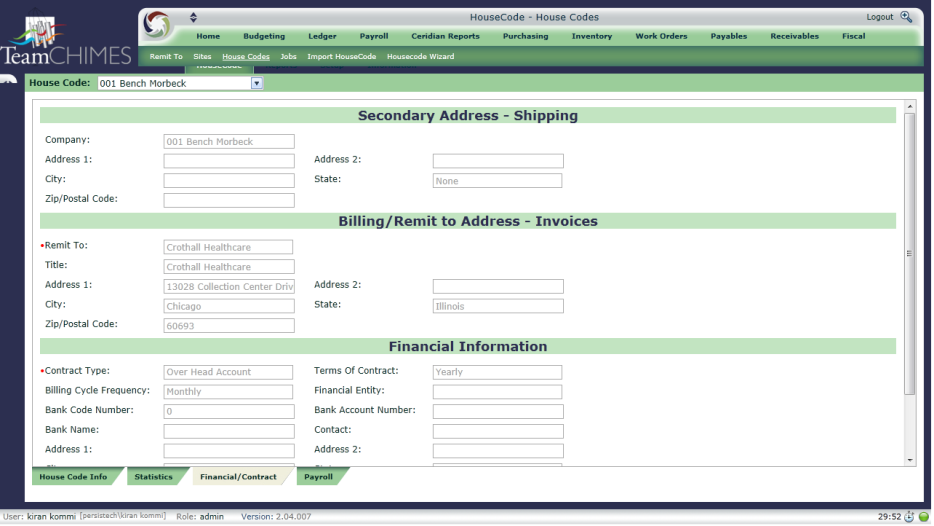 HouseCode - House Codes
Logout
TeamCHIMES
Home Budgeting Ledger Payroll Ceridian Reports Purchasing Inventory Work Orders Payables Receivables Fiscal
Remit To Sites House Codes Jobs Import HouseCode Housecode Wizard
HouseCode
House Code: 001 Bench Morbeck
Secondary Address - Shipping
Company: 001 Bench Morbeck
Address 1: Address 2:
City: State: None
Zip/Postal Code:
Billing/Remit to Address - Invoices
•Remit To: Crothall Healthcare
Title: Crothall Healthcare
Address 1: 13028 Collection Center Driv Address 2:
City: Chicago State: Illinois
Zip/Postal Code: 60693
Financial Information
•Contract Type: Over Head Account Terms Of Contract: Yearly
Billing Cycle Frequency: Monthly Financial Entity:
Bank Code Number: 0 Bank Account Number:
Bank Name: Contact:
Address 1: Address 2:
House Code Info Statistics Financial/Contract Payroll
User: kiran kommi [persistech\kiran kommi] Role: admin Version: 2.04.007 29:52